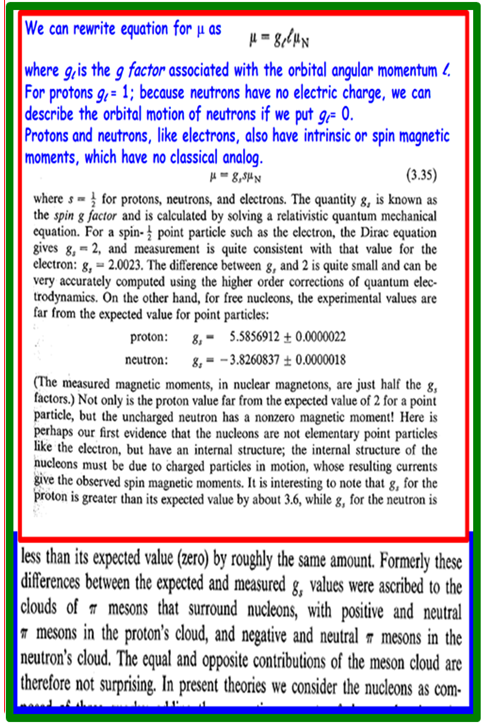 We can rewrite equation for μ as μ = gℓℓμN
where gℓ is the g factor associated with the orbital angular momentum ℓ.
For protons gℓ = 1; because neutrons have no electric charge, we can
describe the orbital motion of neutrons if we put gℓ= 0.
Protons and neutrons, like electrons, also have intrinsic or spin magnetic
moments, which have no classical analog.
μ = gₛsμN (3.35)
where s = ½ for protons, neutrons, and electrons. The quantity gₛ is known as
the spin g factor and is calculated by solving a relativistic quantum mechanical
equation. For a spin-½ point particle such as the electron, the Dirac equation
gives gₛ = 2, and measurement is quite consistent with that value for the
electron: gₛ = 2.0023. The difference between gₛ and 2 is quite small and can be
very accurately computed using the higher order corrections of quantum elec-
trodynamics. On the other hand, for free nucleons, the experimental values are
far from the expected value for point particles:
proton: gₛ = 5.5856912 ± 0.0000022
neutron: gₛ = −3.8260837 ± 0.0000018
(The measured magnetic moments, in nuclear magnetons, are just half the gₛ
factors.) Not only is the proton value far from the expected value of 2 for a point
particle, but the uncharged neutron has a nonzero magnetic moment! Here is
perhaps our first evidence that the nucleons are not elementary point particles
like the electron, but have an internal structure; the internal structure of the
nucleons must be due to charged particles in motion, whose resulting currents
give the observed spin magnetic moments. It is interesting to note that gₛ for the
proton is greater than its expected value by about 3.6, while gₛ for the neutron is
less than its expected value (zero) by roughly the same amount. Formerly these
differences between the expected and measured gₛ values were ascribed to the
clouds of π mesons that surround nucleons, with positive and neutral
π mesons in the proton's cloud, and negative and neutral π mesons in the
neutron's cloud. The equal and opposite contributions of the meson cloud are
therefore not surprising. In present theories we consider the nucleons as com-